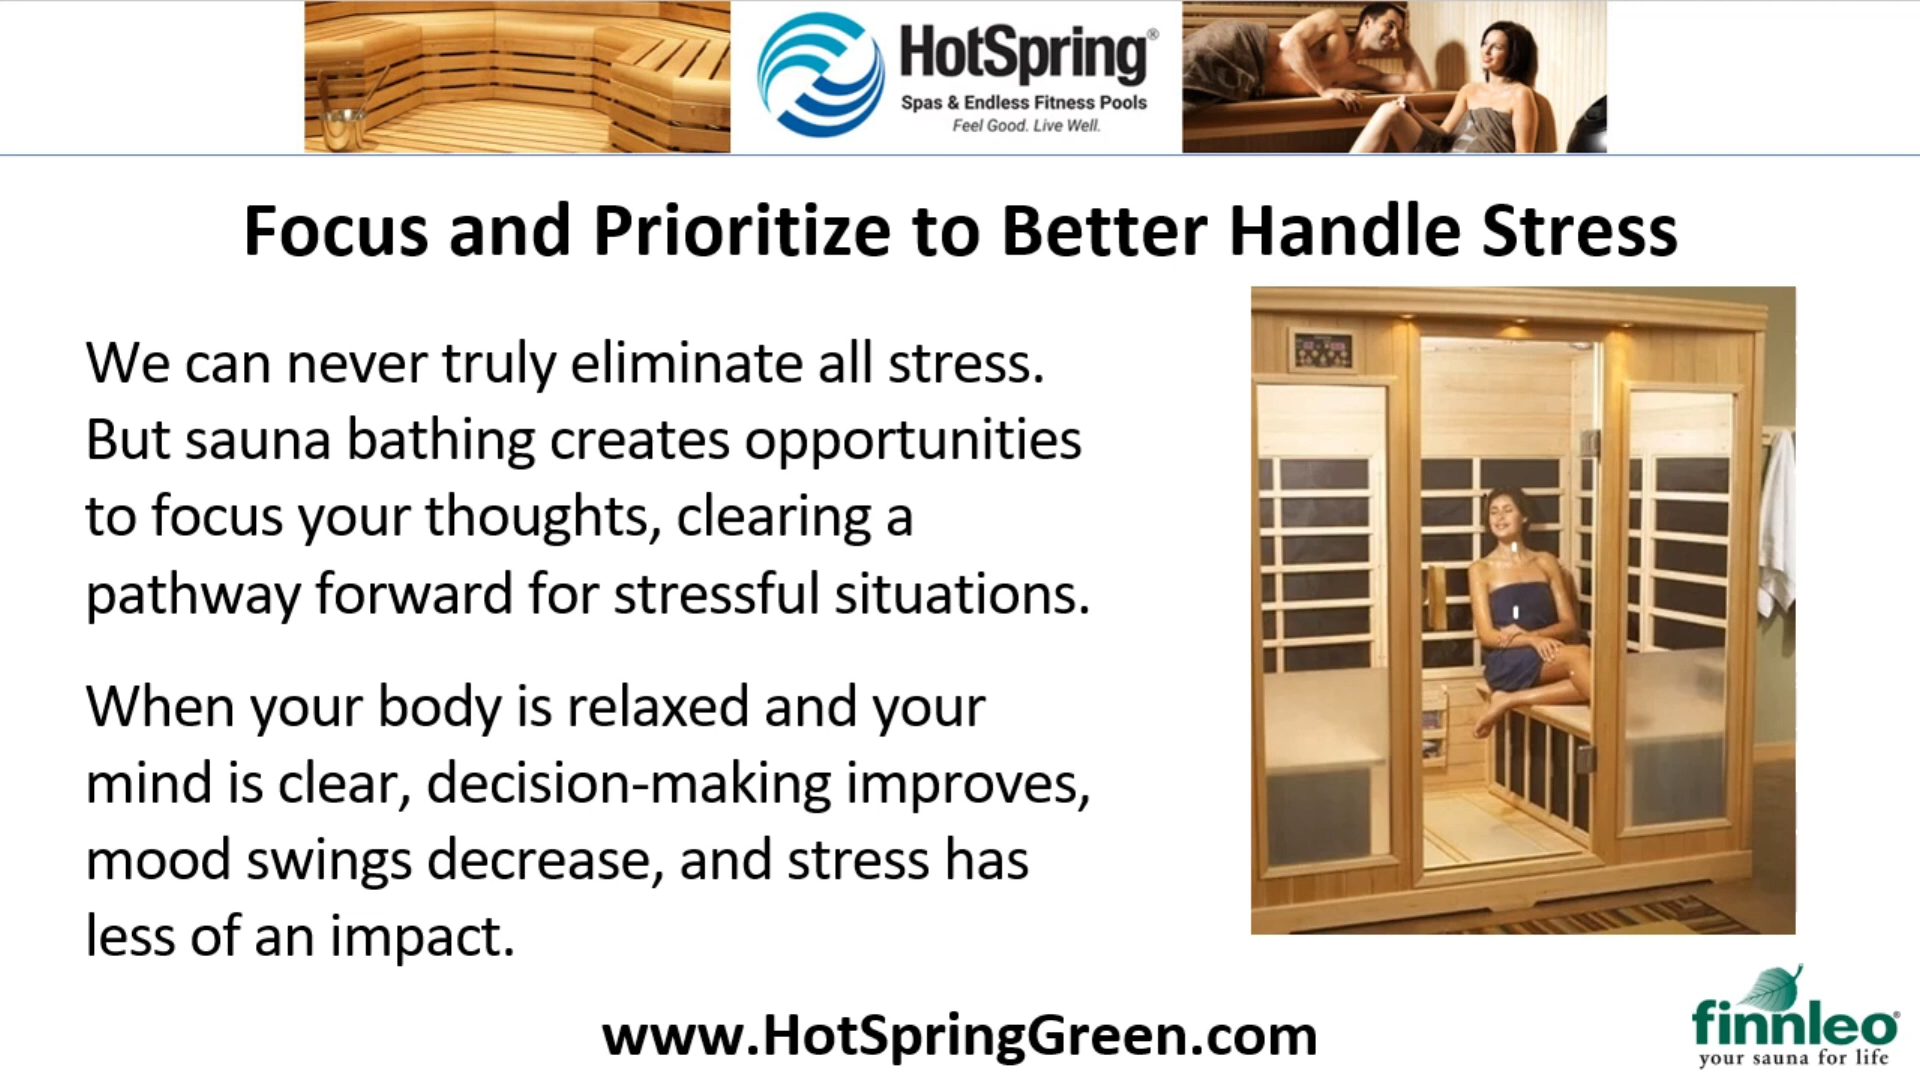 HotSpring®
Spas & Endless Fitness Pools
Feel Good. Live Well.
Focus and Prioritize to Better Handle Stress
We can never truly eliminate all stress.
But sauna bathing creates opportunities
to focus your thoughts, clearing a
pathway forward for stressful situations.
When your body is relaxed and your
mind is clear, decision-making improves,
mood swings decrease, and stress has
less of an impact.
www.HotSpringGreen.com
finnleo®
your sauna for life